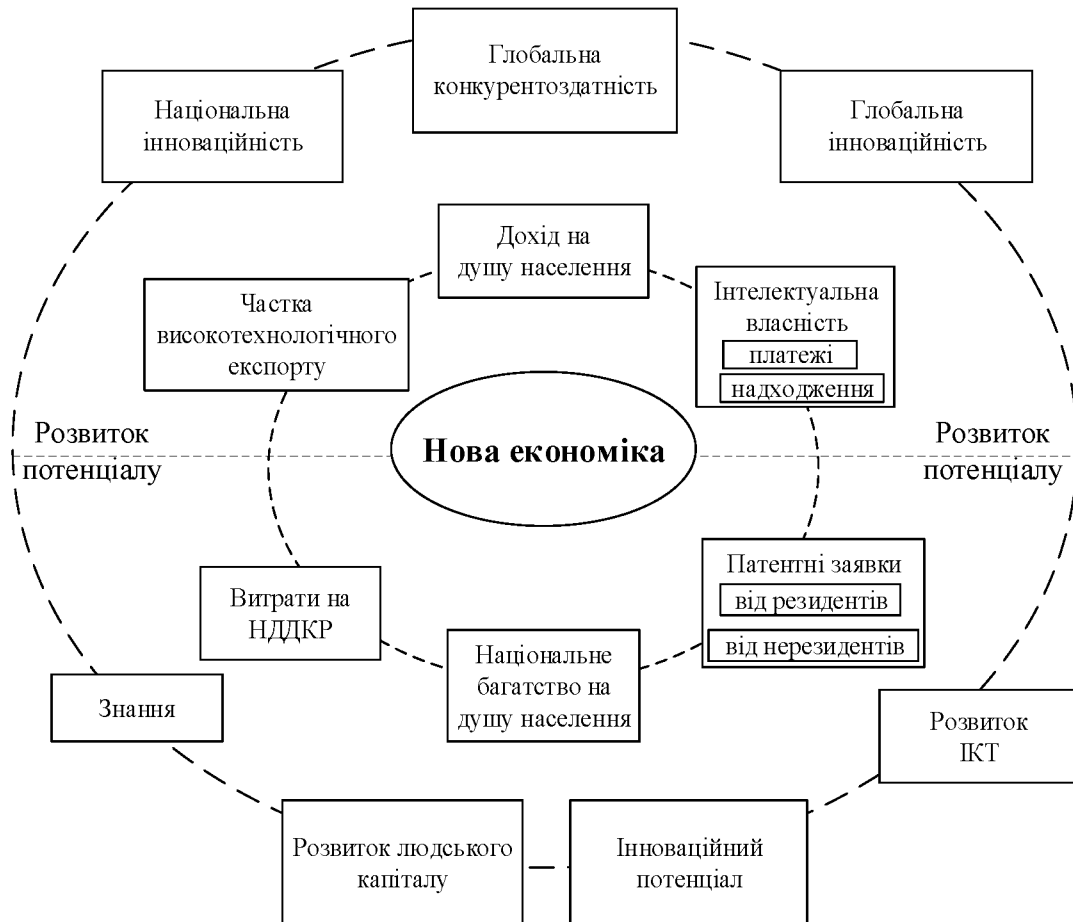 Глобальна
конкурентоздатність
Національна
інноваційність
Глобальна
інноваційність
Дохід на
душу населення
Частка
високотехнологічного
експорту
Інтелектуальна
власність
платежі
надходження
Розвиток
потенціалу
Нова економіка
Розвиток
потенціалу
Витрати на
НДДКР
Патентні заявки
від резидентів
від нерезидентів
Національне
багатство на
душу населення
Знання
Розвиток
ІКТ
Розвиток людського
капіталу
Інноваційний
потенціал